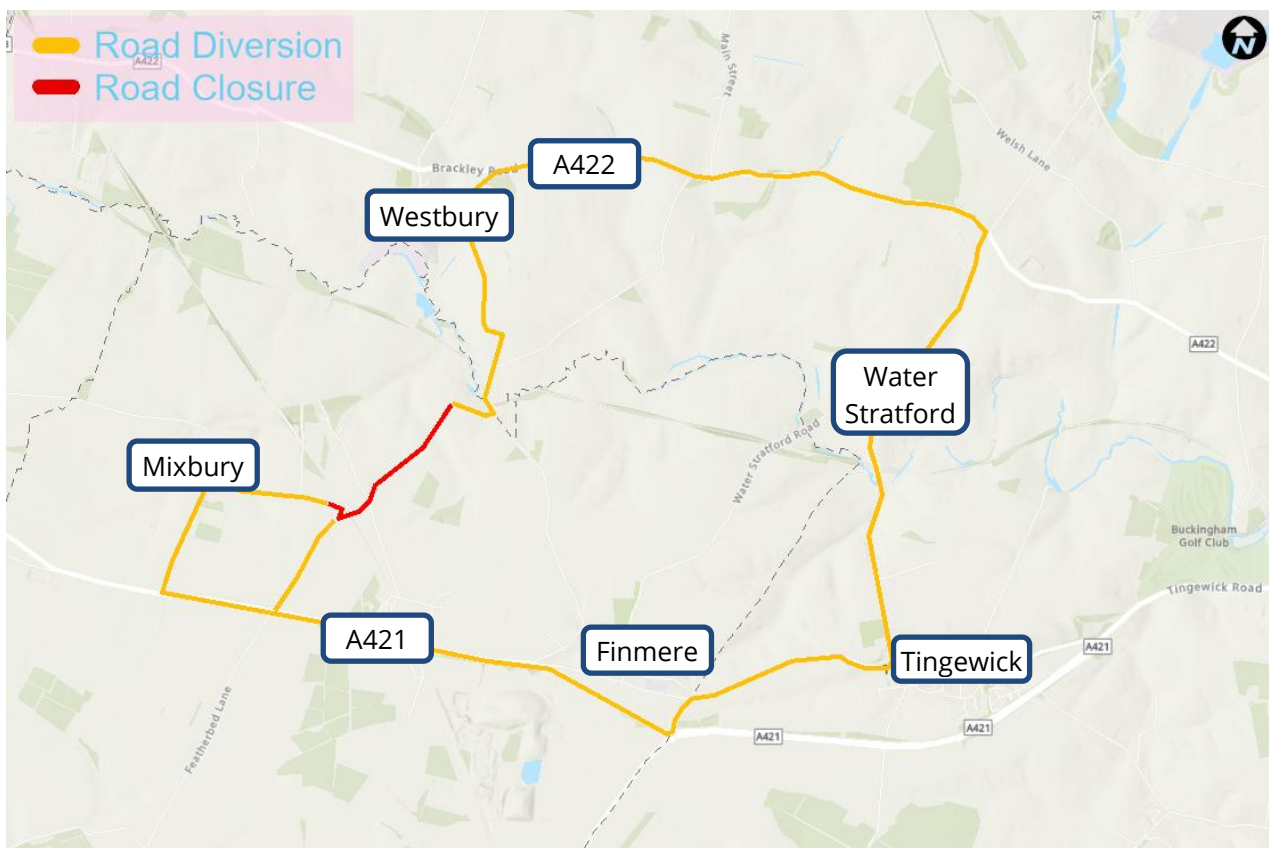 Road Diversion
A422
Road Closure
N
Main Street
Welsh Lane
Brackley Road
A422
Westbury
A422
Water
Stratford
Water Stratford Road
Mixbury
Buckingham
Golf Club
Tingewick Road
A421
Finmere
Tingewick
A421
Featherbed Lane
A421
A421